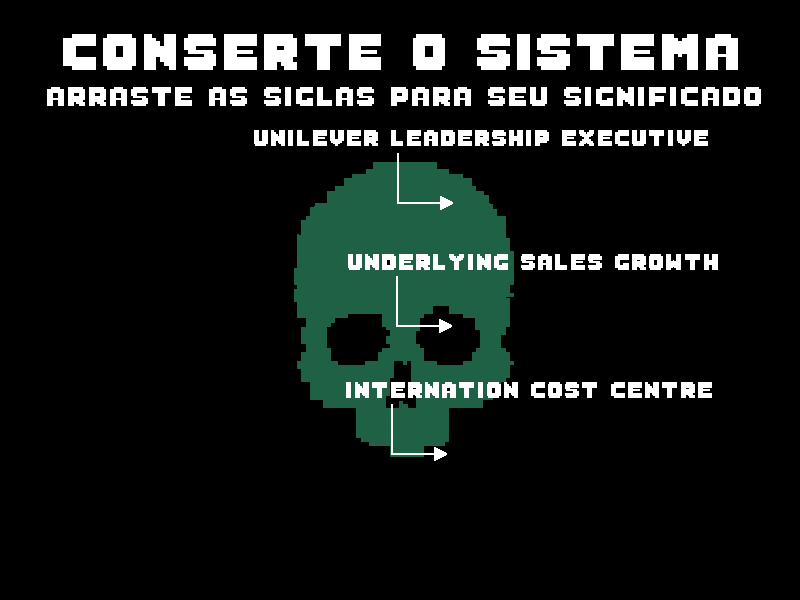 CONSERTE O SISTEMA
ARRASTE AS SIGLAS PARA SEU SIGNIFICADO
UNILEVER LEADERSHIP EXECUTIVE
UNDERLYING SALES GROWTH
INTERNATION COST CENTRE